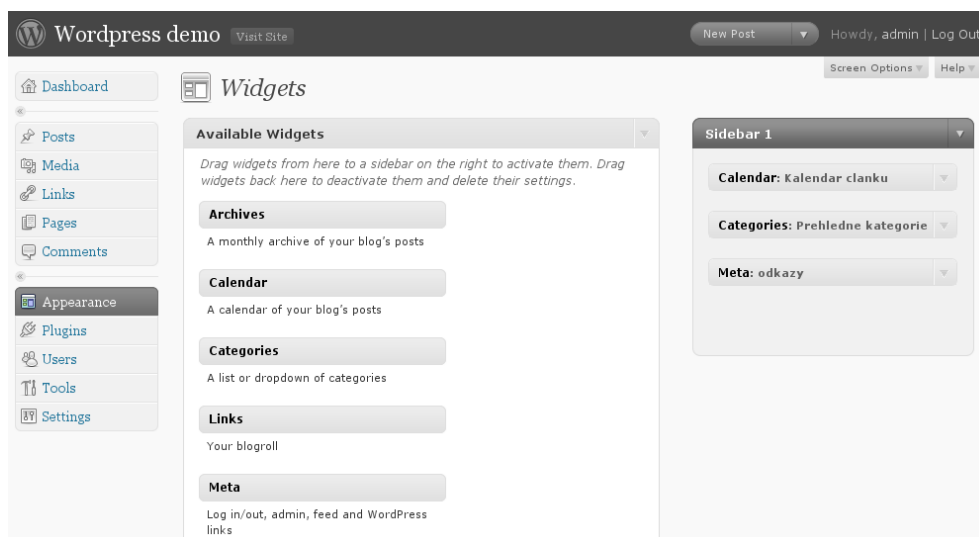 Wordpress demo Visit Site New Post Howdy, admin | Log Out
Screen Options Help
Dashboard
Posts
Media
Links
Pages
Comments
Appearance
Plugins
Users
Tools
Settings
Widgets
Available Widgets
Drag widgets from here to a sidebar on the right to activate them. Drag
widgets back here to deactivate them and delete their settings.
Archives
A monthly archive of your blog's posts
Calendar
A calendar of your blog's posts
Categories
A list or dropdown of categories
Links
Your blogroll
Meta
Log in/out, admin, feed and WordPress
links
Sidebar 1
Calendar: Kalendar clanku
Categories: Prehledne kategorie
Meta: odkazy